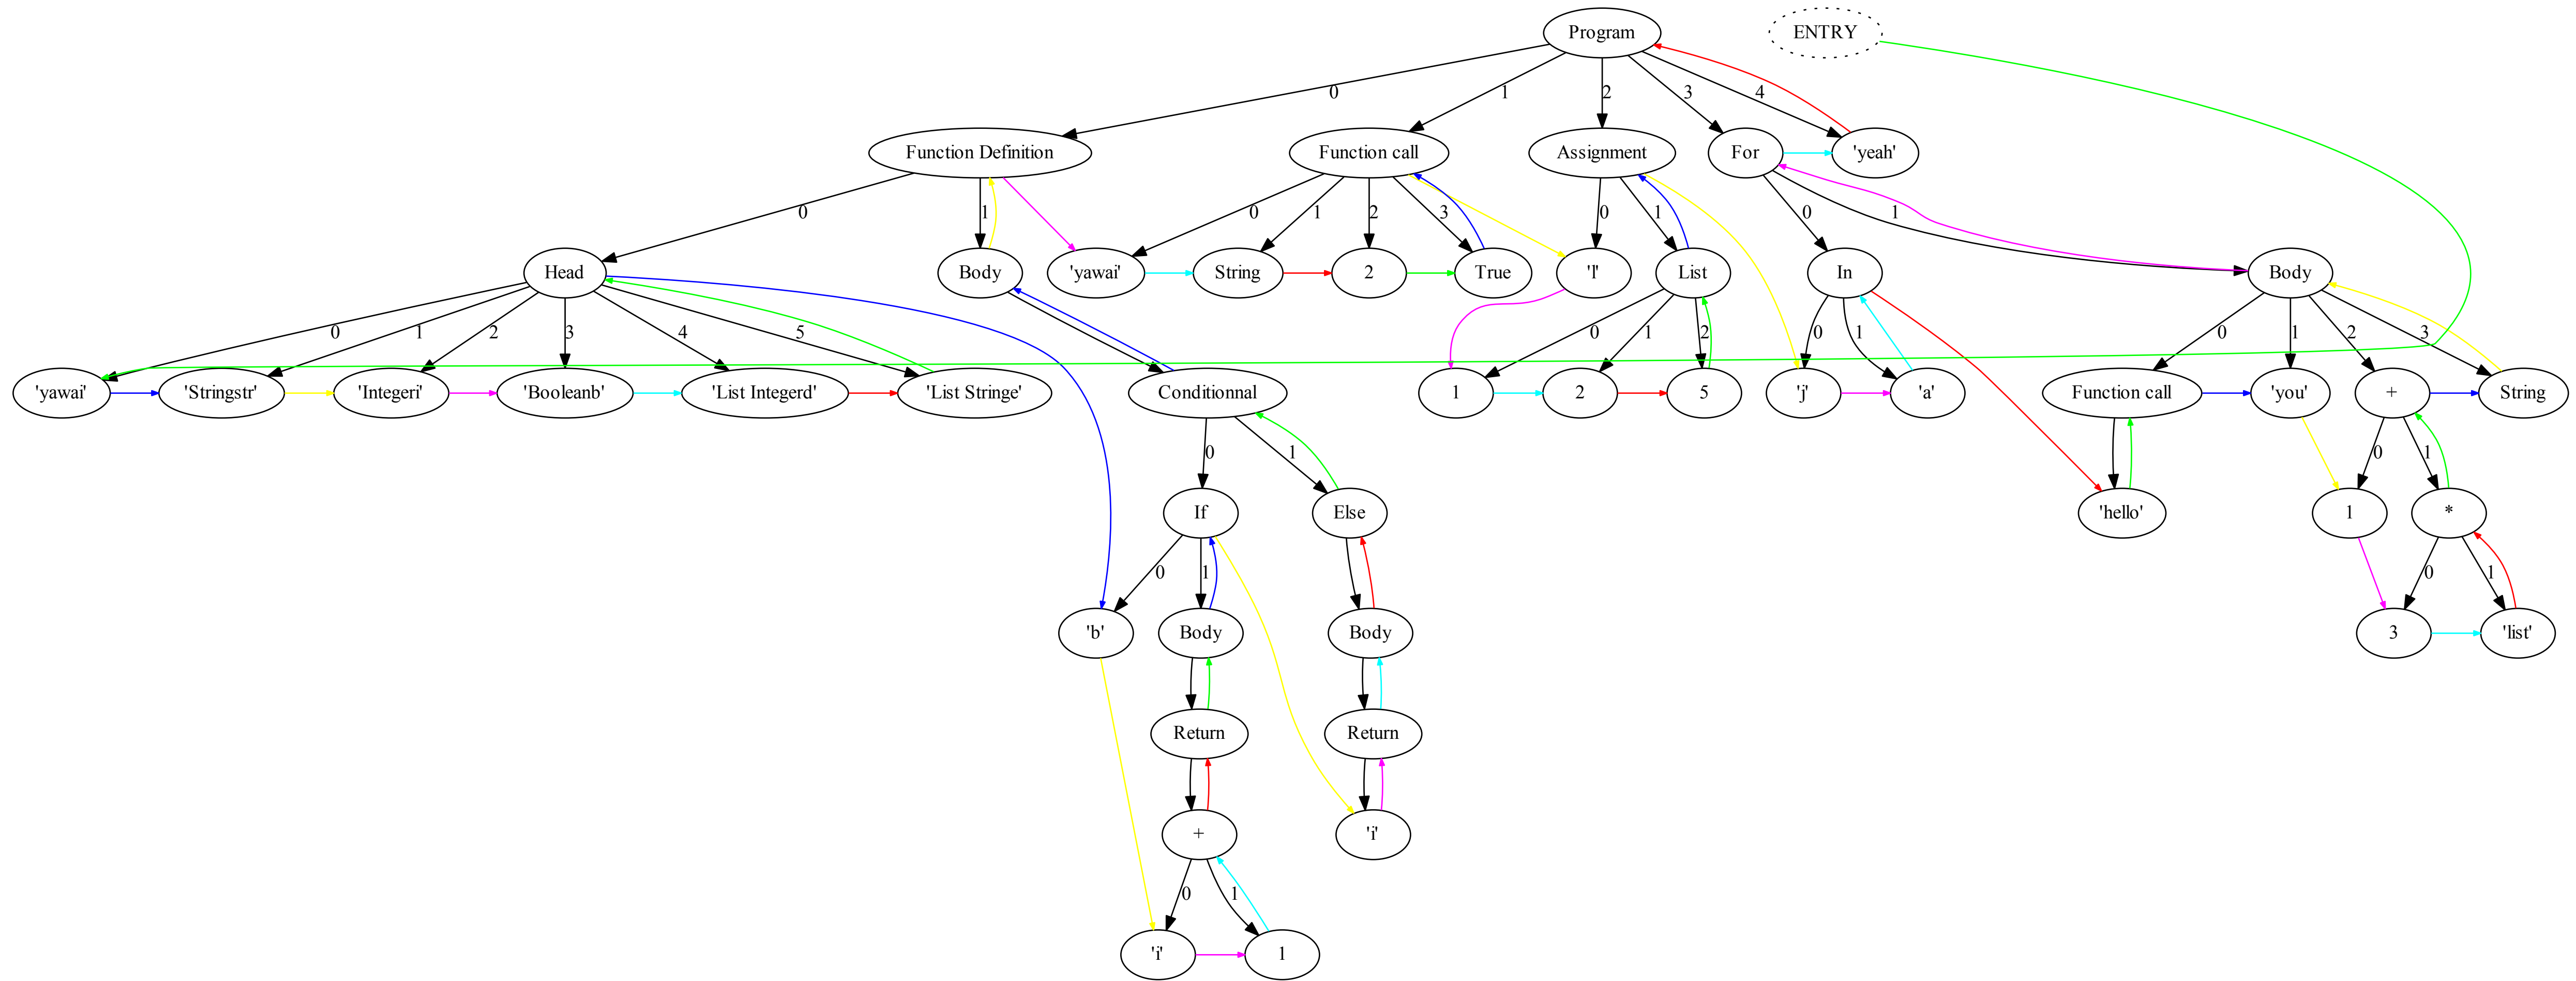 Program
ENTRY
0
1
2
3
4
Function Definition
Function call
Assignment
For
'yeah'
0
1
0
1
2
3
0
1
0
1
Head
Body
'yawai'
String
2
True
'l'
List
In
Body
0
1
2
3
4
5
0
1
2
0
1
0
1
2
3
'yawai'
'Stringstr'
'Integeri'
'Booleanb'
'List Integerd'
'List Stringe'
Conditionnal
1
2
5
'j'
'a'
Function call
'you'
+
String
0
1
0
1
If
Else
'hello'
1
*
0
1
0
1
'b'
Body
Body
3
'list'
Return
Return
+
'i'
0
1
'i'
1